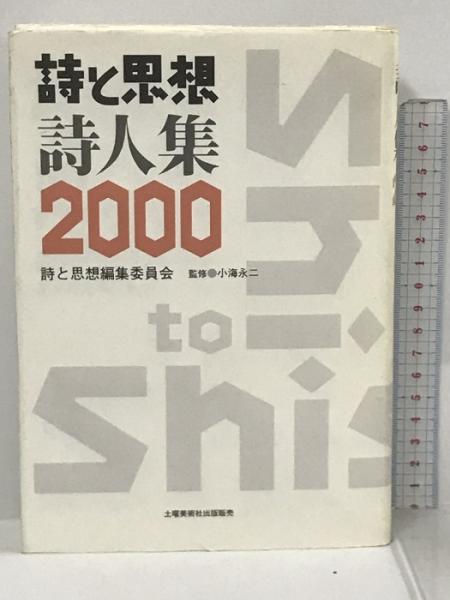 詩と思想
詩人集
2000
詩と思想編集委員会 監修●小海永二
shi
to
shis
土曜美術社出版販売